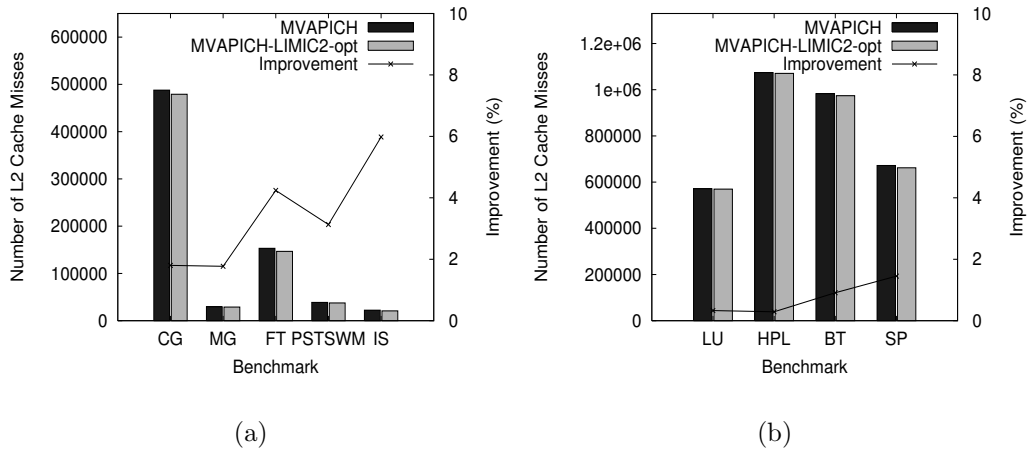 MVAPICH
MVAPICH-LIMIC2-opt
Improvement
Number of L2 Cache Misses
600000
500000
400000
300000
200000
100000
0
10
8
6
4
2
0
Improvement (%)
CG MG FT PSTSWM IS
Benchmark
(a)
MVAPICH
MVAPICH-LIMIC2-opt
Improvement
Number of L2 Cache Misses
1.2e+06
1e+06
800000
600000
400000
200000
0
10
8
6
4
2
0
Improvement (%)
LU HPL BT SP
Benchmark
(b)